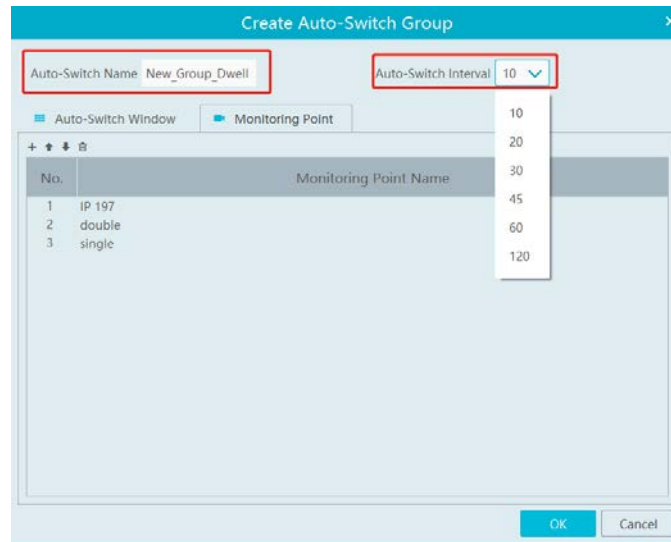 Create Auto-Switch Group
Auto-Switch Name New_Group_Dwell Auto-Switch Interval 10
Auto-Switch Window Monitoring Point
No. Monitoring Point Name
1 IP 197
2 double
3 single
10
20
30
45
60
120
OK Cancel